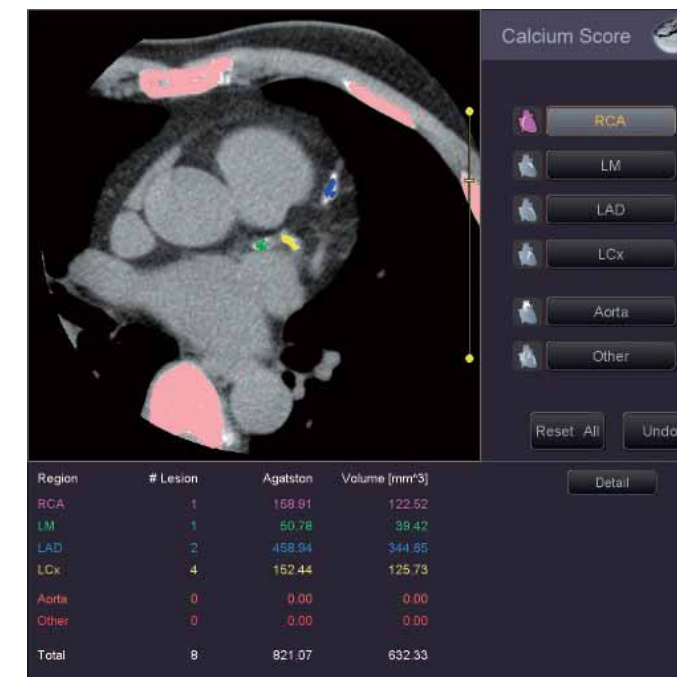 Calcium Score
RCA
LM
LAD
LCx
Aorta
Other
Reset All
Undo
Region # Lesion Agatston Volume [mm^3]
Detail
RCA 1 158.91 122.52
LM 1 50.78 39.42
LAD 2 458.94 344.65
LCx 4 152.44 125.73
Aorta 0 0.00 0.00
Other 0 0.00 0.00
Total 8 821.07 632.33